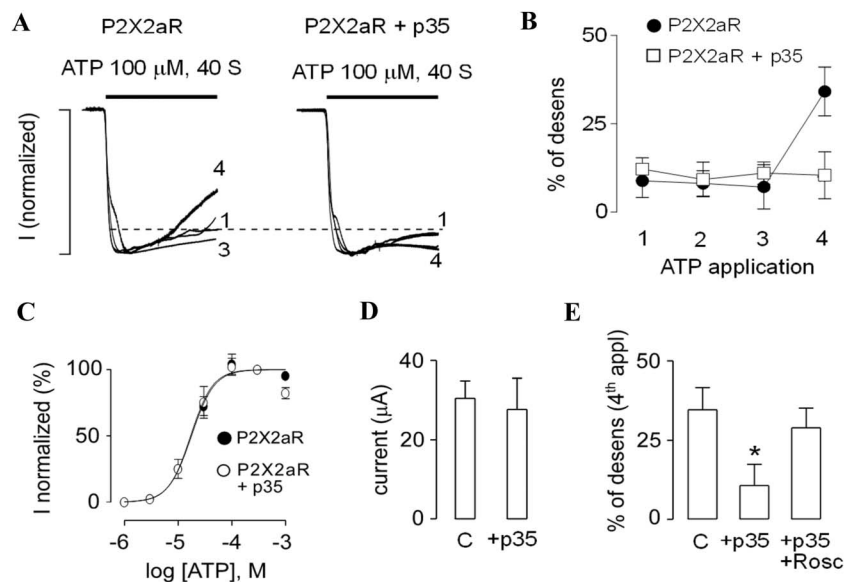 A
P2X2aR
P2X2aR + p35
ATP 100 μM, 40 S
ATP 100 μM, 40 S
I (normalized)
4
1
3
1
4
B
P2X2aR
P2X2aR + p35
% of desens
50
25
0
1 2 3 4
ATP application
C
I normalized (%)
100
50
0
P2X2aR
P2X2aR
+ p35
-6 -5 -4 -3
log [ATP], M
D
current (μA)
40
20
0
C +p35
E
% of desens (4th appl)
50
25
0
*
C +p35 +p35
+Rosc